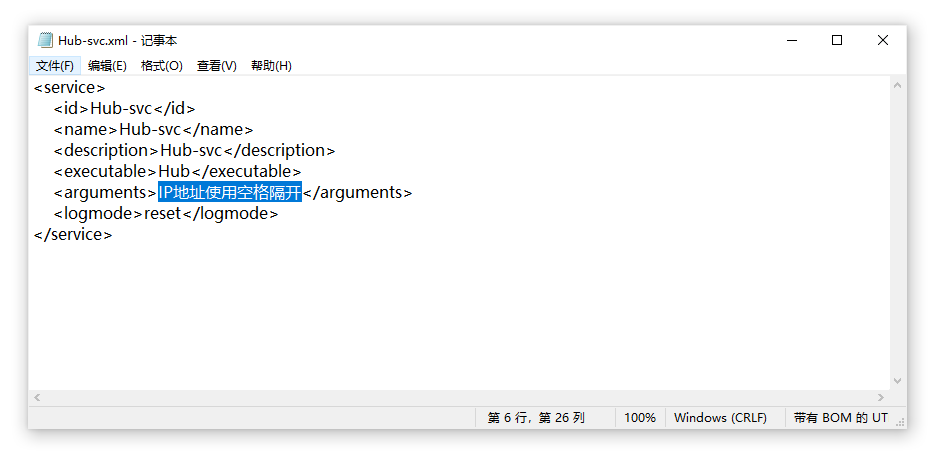 Hub-svc.xml - 记事本
文件(F) 编辑(E) 格式(O) 查看(V) 帮助(H)
<service>
<id>Hub-svc</id>
<name>Hub-svc</name>
<description>Hub-svc</description>
<executable>Hub</executable>
<arguments>IP地址使用空格隔开</arguments>
<logmode>reset</logmode>
</service>
第 6 行，第 26 列 100% Windows (CRLF) 带有 BOM 的 UT